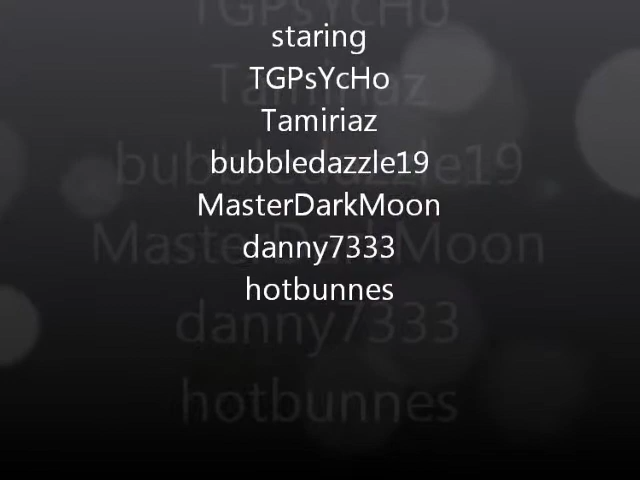 staring
TGPsYcHo
Tamiriaz
bubbledazzle19
MasterDarkMoon
danny7333
hotbunnes